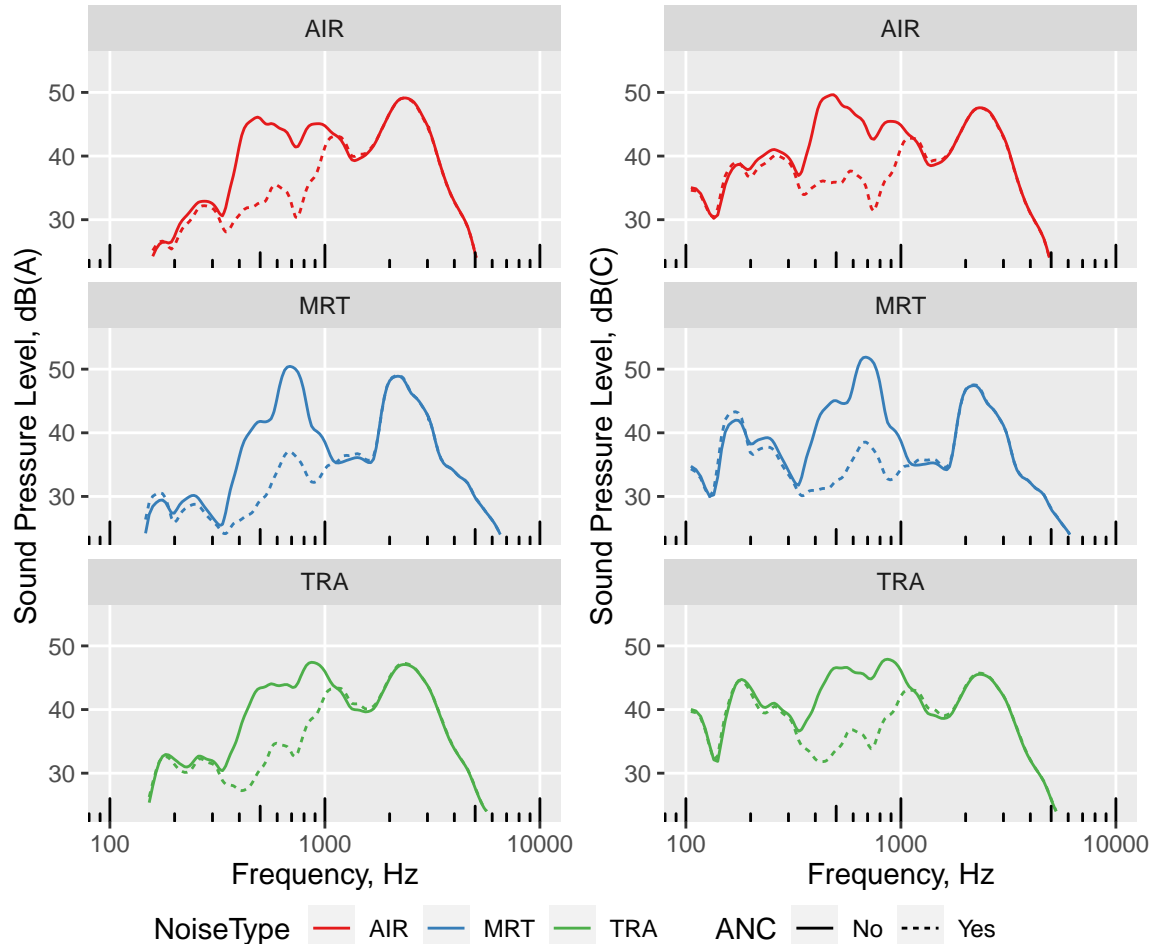 AIR
AIR
50
40
30
50
40
30
MRT
MRT
50
40
30
50
40
30
TRA
TRA
50
40
30
50
40
30
Sound Pressure Level, dB(A)
Sound Pressure Level, dB(C)
100 1000 10000
100 1000 10000
Frequency, Hz
Frequency, Hz
NoiseType AIR MRT TRA ANC No Yes